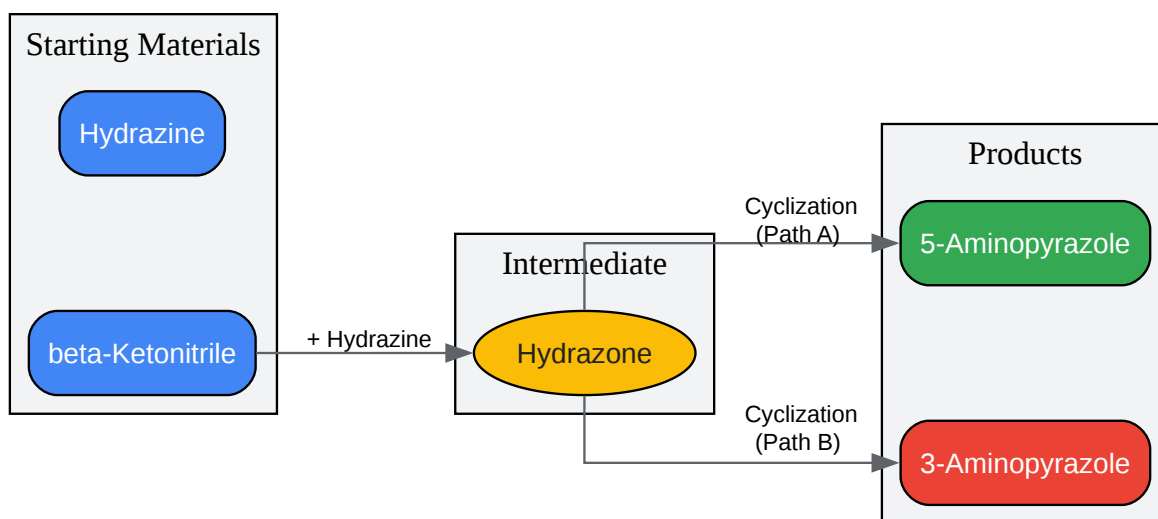 Starting Materials
Hydrazine
beta-Ketonitrile
+ Hydrazine
Intermediate
Hydrazone
Cyclization
(Path A)
Cyclization
(Path B)
Products
5-Aminopyrazole
3-Aminopyrazole